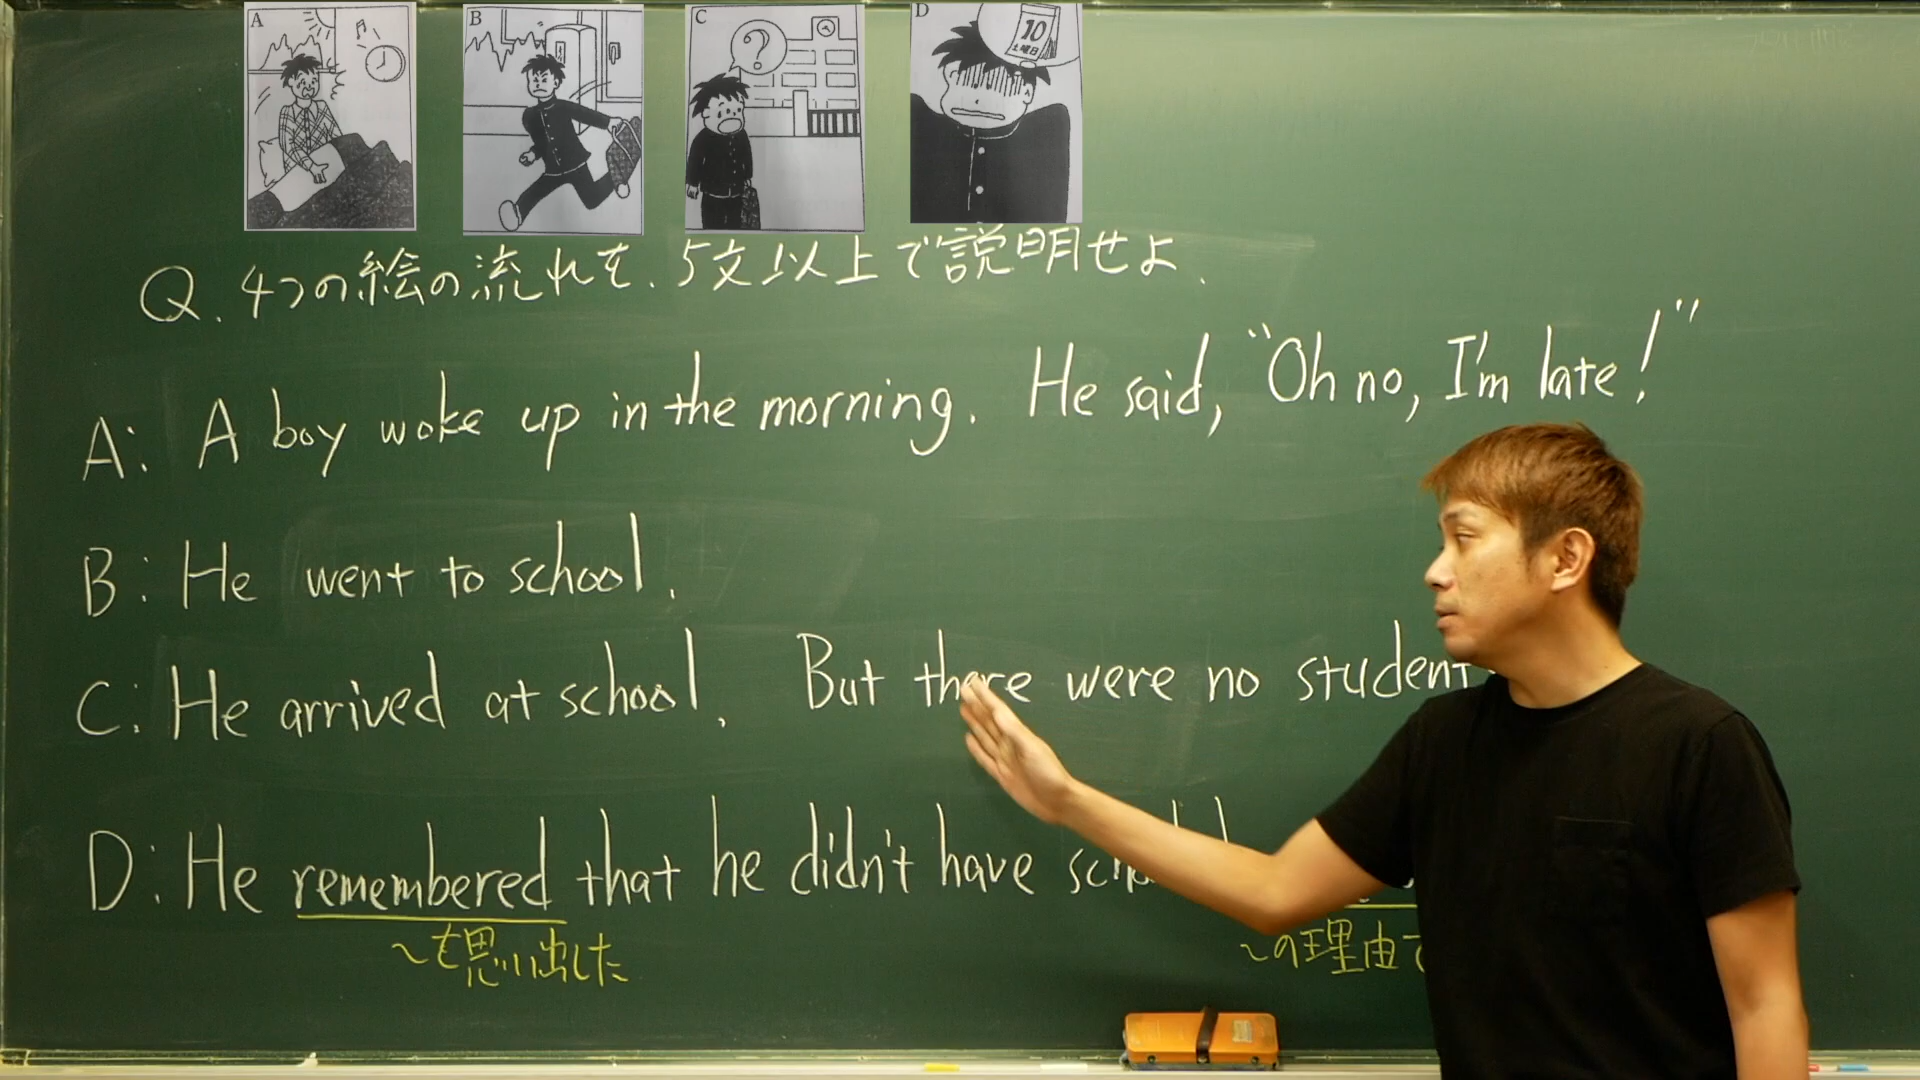 A
B
C
D
?
10
土曜日
Q. 4つの絵の流れを、5文以上で説明せよ.
A: A boy woke up in the morning. He said, “Oh no, I'm late!”
B: He went to school.
C: He arrived at school. But there were no student
D: He remembered that he didn't have
〜を思い出した
〜の理由で